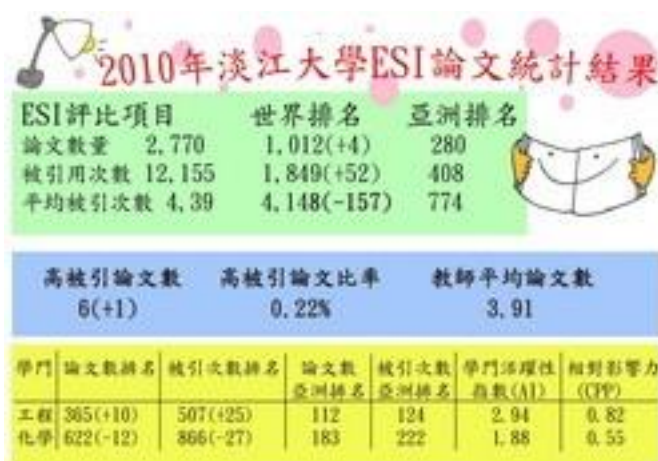 2010年淡江大學ESI論文統計結果
ESI評比項目 世界排名 亞洲排名
論文數量 2,770 1,012(+4) 280
被引用次數 12,155 1,849(+52) 408
平均被引次數 4,39 4,148(-157) 774
高被引論文數 高被引論文比率 教師平均論文數
6(+1) 0.22% 3.91
學門 論文數排名 被引次數排名 論文數 被引次數 學門活躍性 相對影響力
亞洲排名 亞洲排名 指數(AI) (CPP)
工程 365(+10) 507(+25) 112 124 2.94 0.82
化學 622(-12) 866(-27) 183 222 1.88 0.55